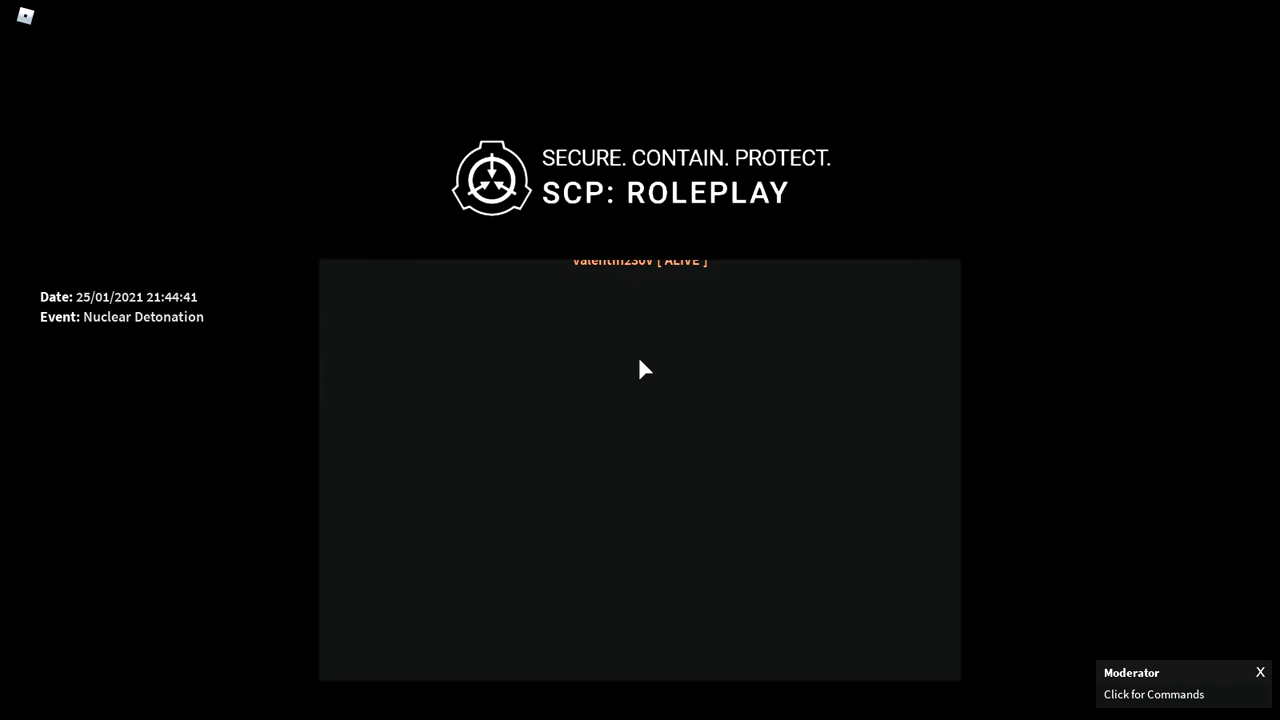 SECURE. CONTAIN. PROTECT.
SCP: ROLEPLAY
[ ALIVE ]
Date: 25/01/2021 21:44:41
Event: Nuclear Detonation
Moderator X
Click for Commands